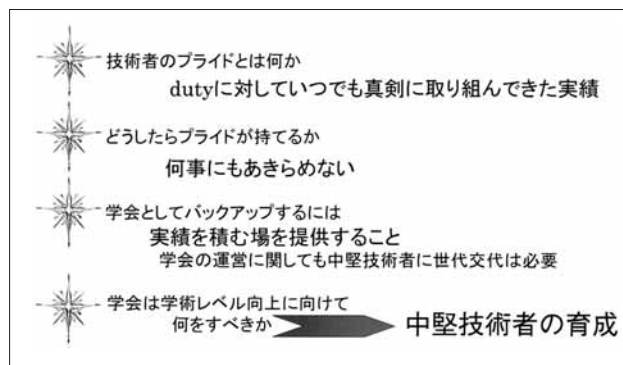 技術者のプライドとは何か
dutyに対していつでも真剣に取り組んできた実績
どうしたらプライドが持てるか
何事にもあきらめない
学会としてバックアップするには
実績を積む場を提供すること
学会の運営に関しても中堅技術者に世代交代は必要
学会は学術レベル向上に向けて
何をすべきか
中堅技術者の育成